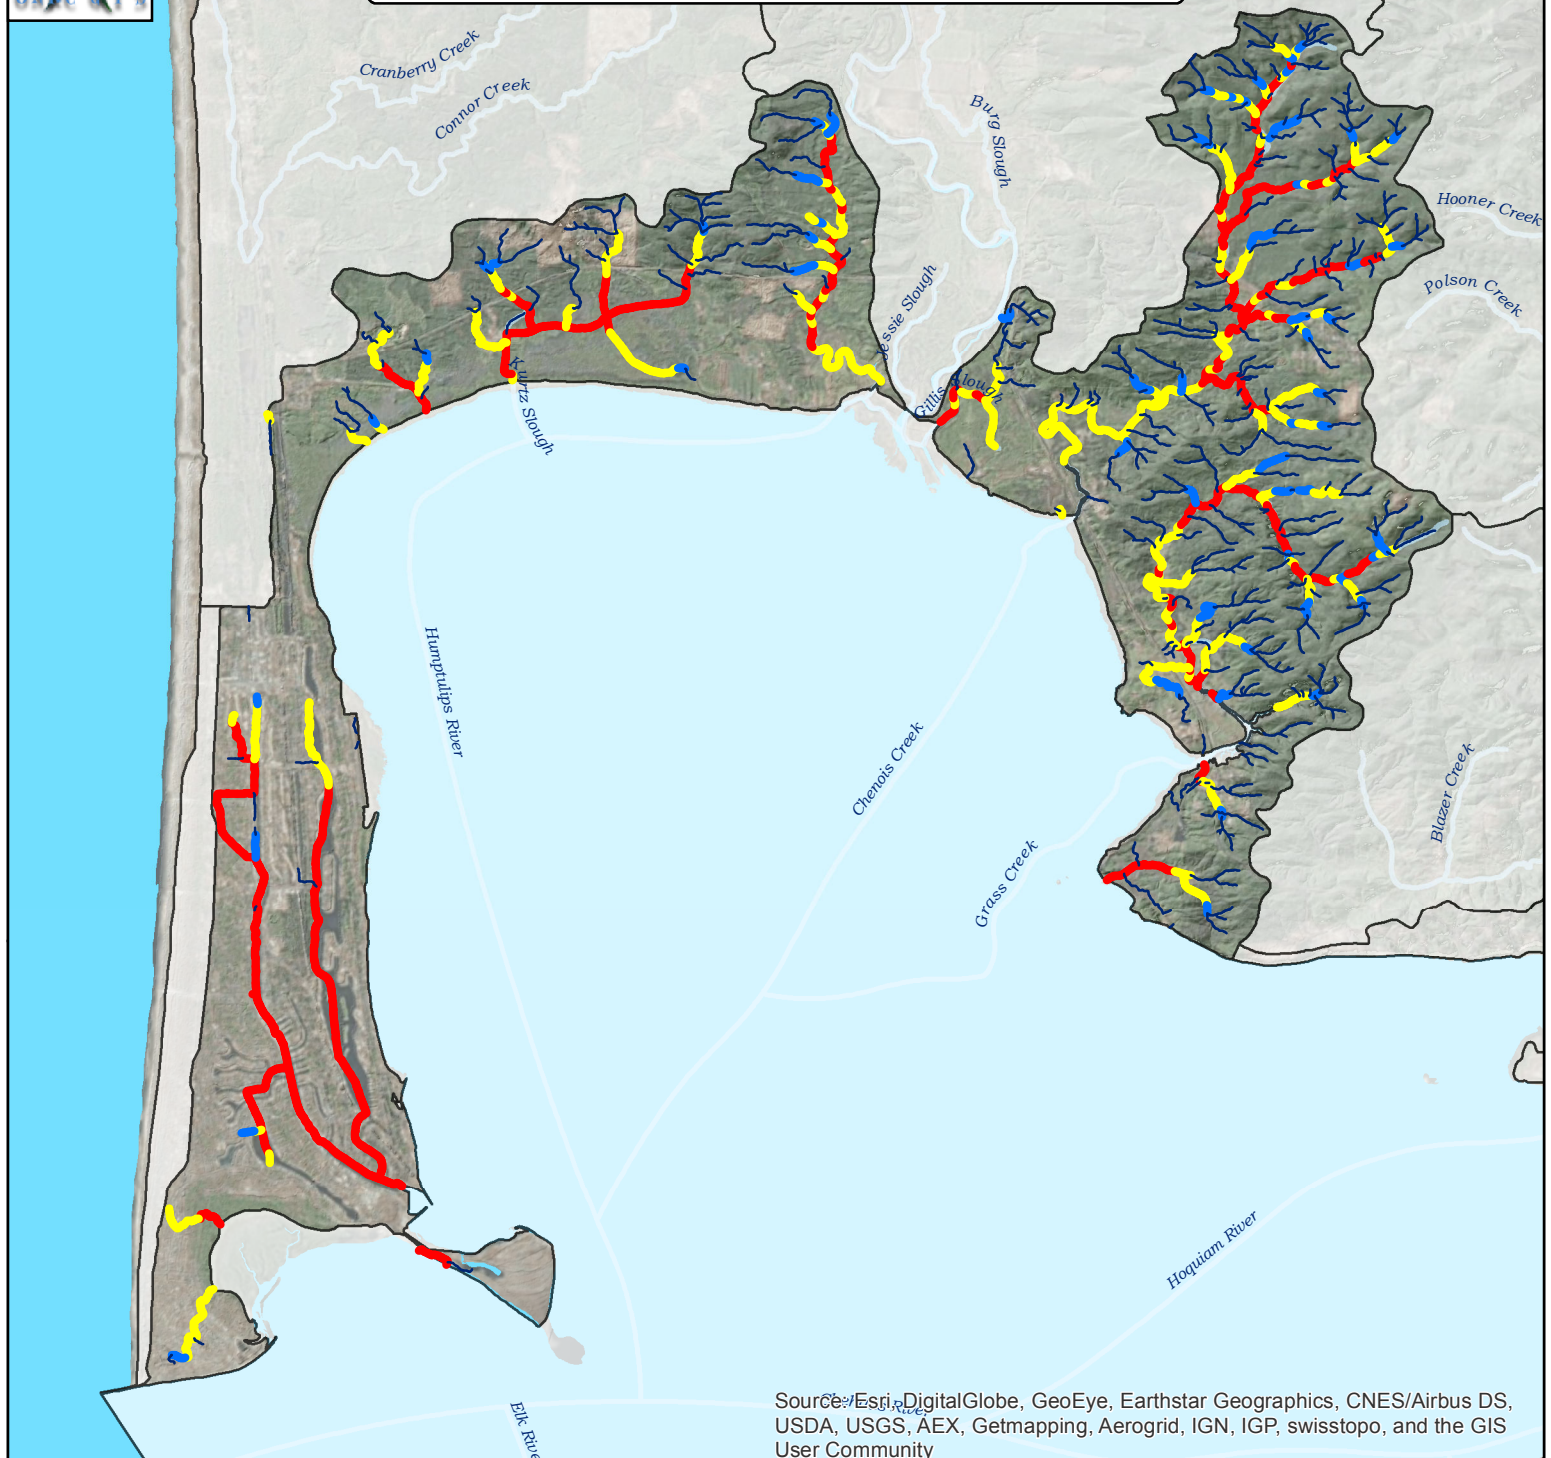 Cranberry Creek
Connor Creek
Burg Slough
Hooner Creek
Polson Creek
Jessie Slough
Gillis Slough
Kurtz Slough
Humptulips River
Chenois Creek
Grass Creek
Blazer Creek
Hoquiam River
Elk Rive
Source: Esri, DigitalGlobe, GeoEye, Earthstar Geographics, CNES/Airbus DS,
USDA, USGS, AEX, Getmapping, Aerogrid, IGN, IGP, swisstopo, and the GIS
User Community